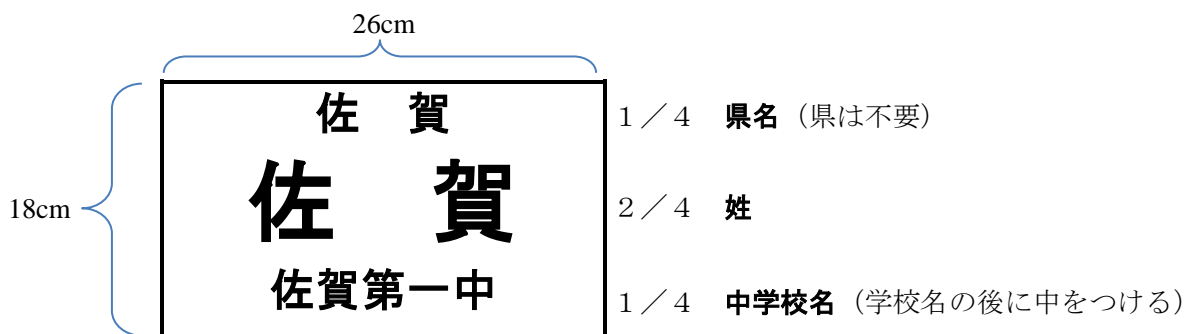 26cm
佐　賀
1／4　県名（県は不要）
18cm
佐　賀
2／4　姓
佐賀第一中
1／4　中学校名（学校名の後に中をつける）